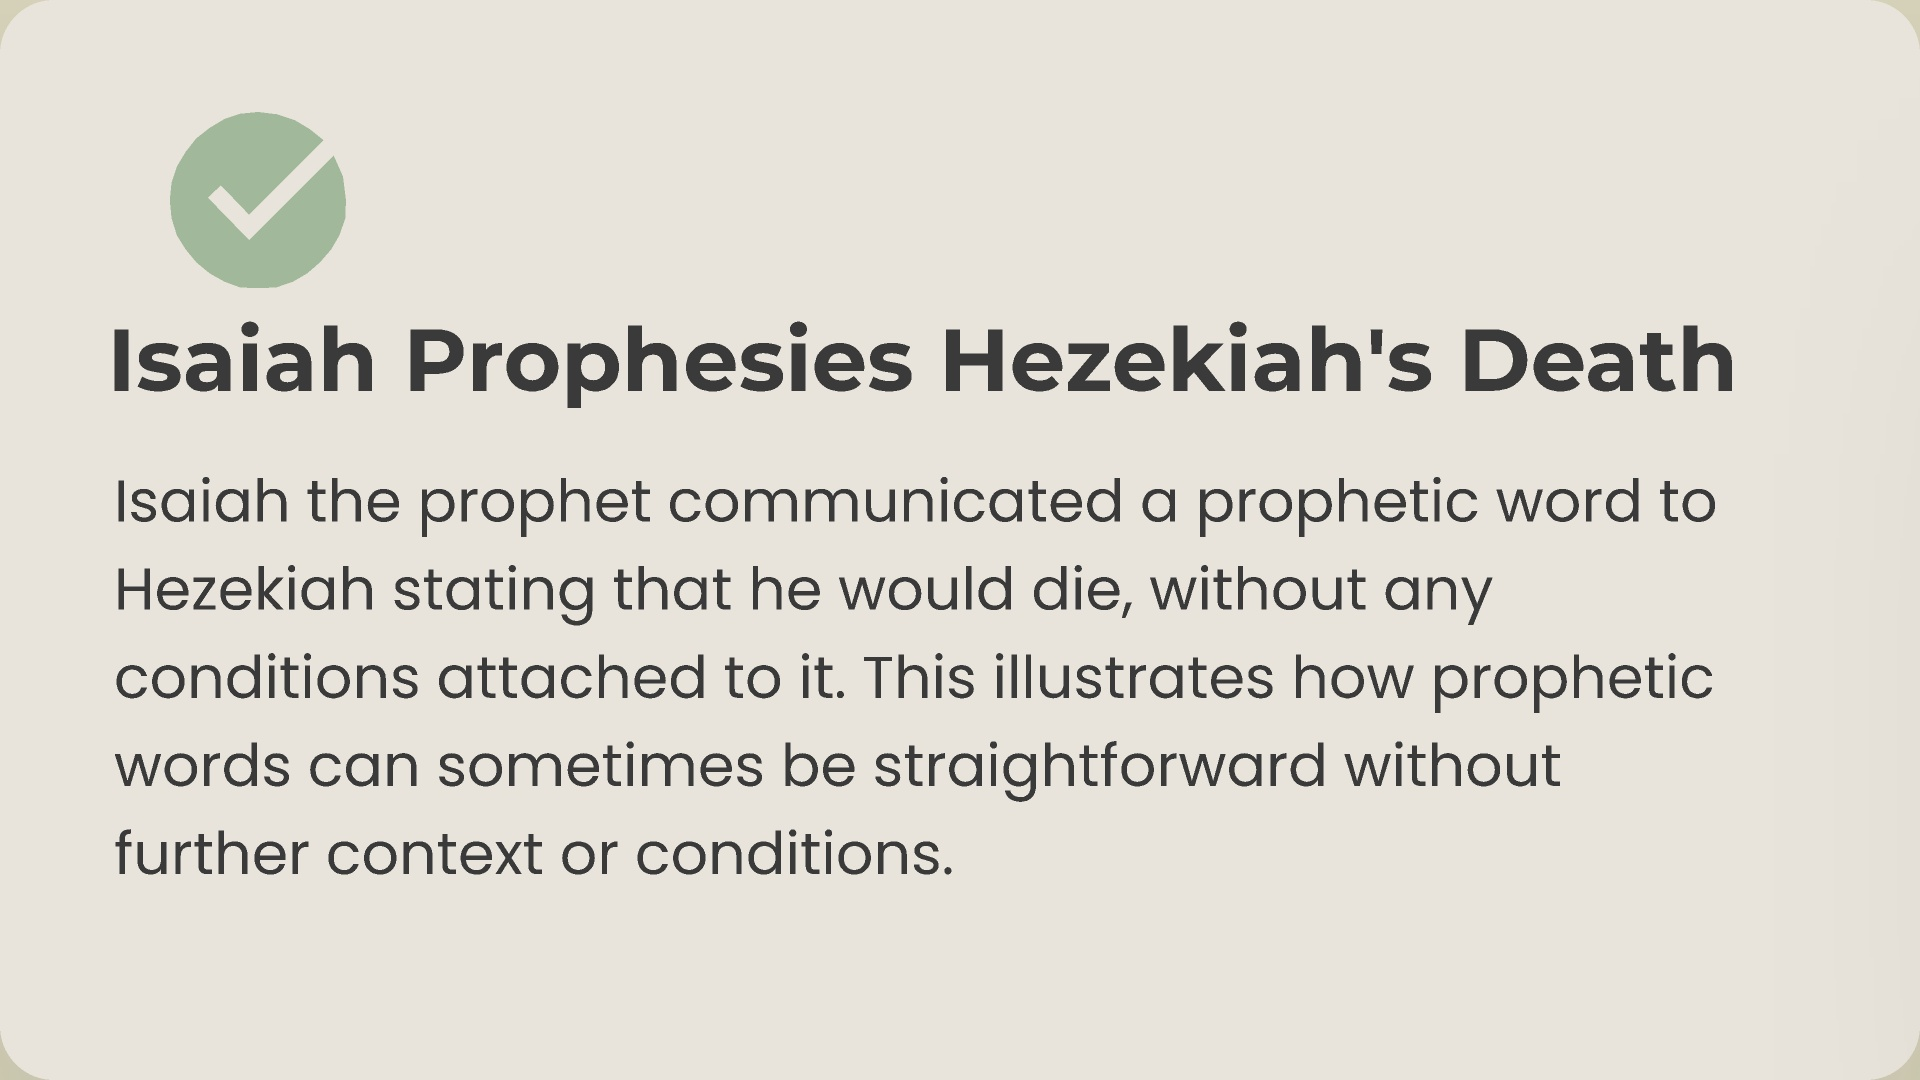 Isaiah Prophesies Hezekiah's Death
Isaiah the prophet communicated a prophetic word to
Hezekiah stating that he would die, without any
conditions attached to it. This illustrates how prophetic
words can sometimes be straightforward without
further context or conditions.